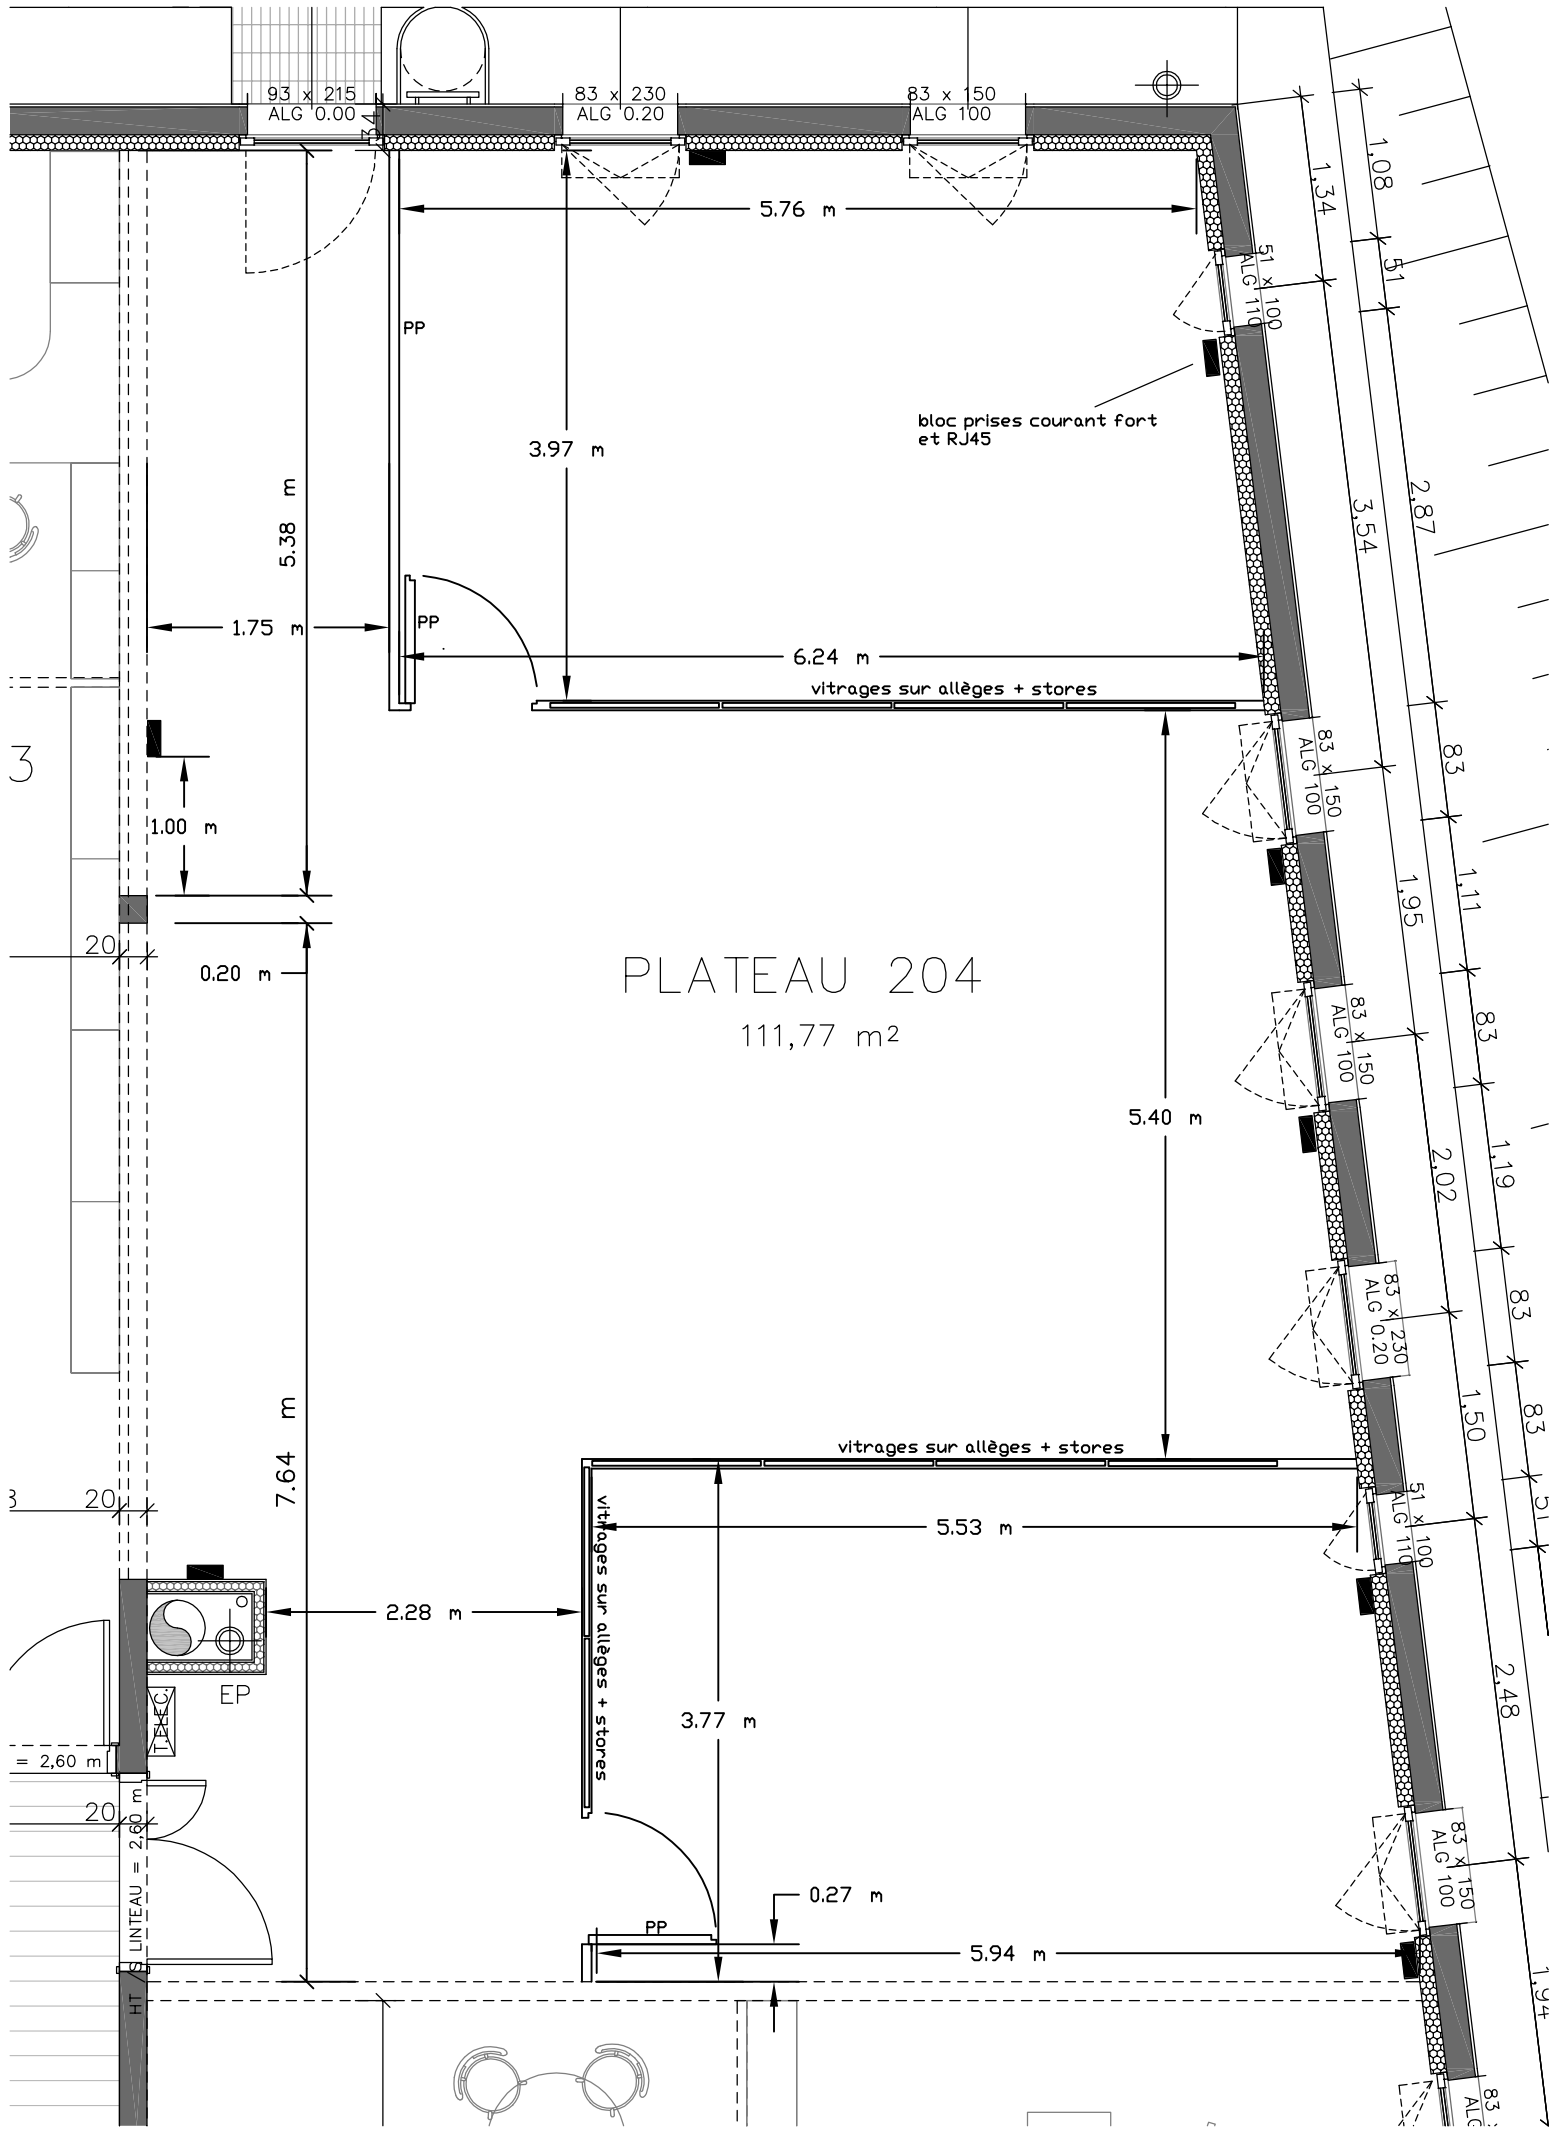 93 x 215
ALG 0.00
34
83 x 230
ALG 0.20
83 x 150
ALG 100
1,08
1,34
5.76 m
51
51 x 100
ALG 110
PP
bloc prises courant fort
et RJ45
3.97 m
2,87
3,54
5.38 m
1.75 m
PP
6.24 m
vitrages sur allèges + stores
3
83 x 150
ALG 100
83
1.00 m
1,11
1,95
20
0.20 m
PLATEAU 204
111,77 m²
83 x 150
ALG 100
83
5.40 m
1,19
2,02
83 x 230
ALG 0.20
83
7.64 m
1,50
83
vitrages sur allèges + stores
20
vitrages sur allèges + stores
5.53 m
51 x 100
ALG 110
51
2.28 m
EP
T.ELEC.
3.77 m
2,48
= 2,60 m
20
HT /S LINTEAU = 2,60 m
83 x 150
ALG 100
0.27 m
PP
5.94 m
1,94
83
ALG